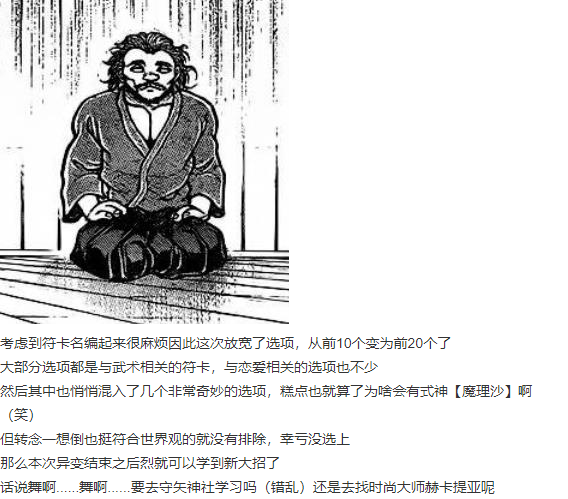 考虑到符卡名编起来很麻烦因此这次放宽了选项，从前10个变为前20个了
大部分选项都是与武术相关的符卡，与恋爱相关的选项也不少
然后其中也悄悄混入了几个非常奇妙的选项，糕点也就算了为啥会有式神【魔理沙】啊
（笑）
但转念一想倒也挺符合世界观的就没有排除，幸亏没选上
那么本次异变结束之后烈就可以学到新大招了
话说舞啊......舞啊......要去守矢神社学习吗（错乱）还是去找时尚大师赫卡提亚呢